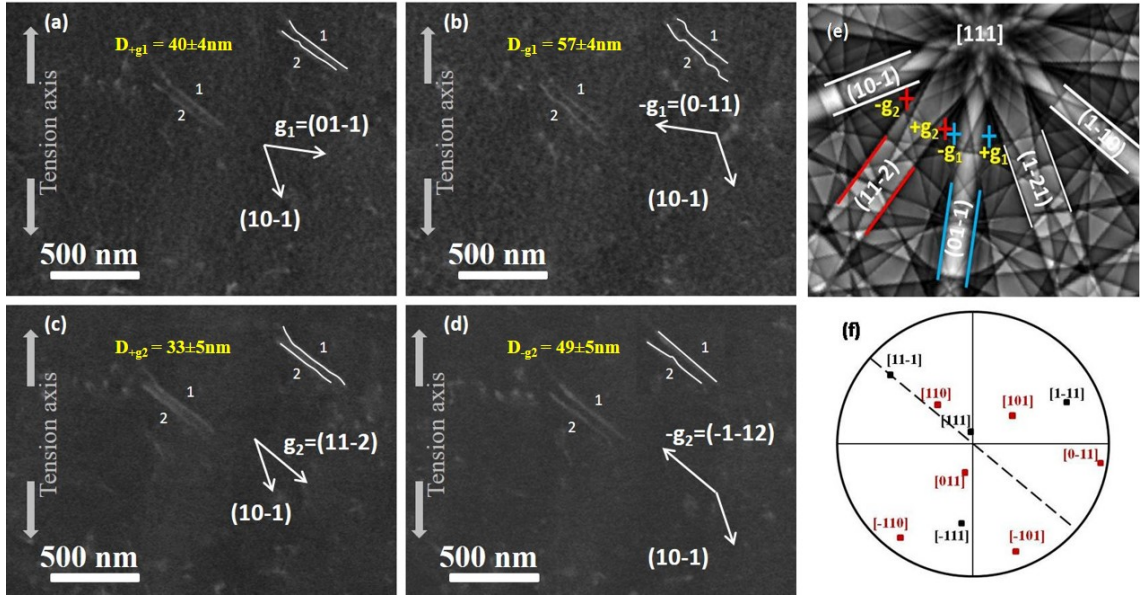 (a)
D+g1 = 40±4nm
Tension axis
1
2
1
2
g1=(01-1)
(10-1)
500 nm
(b)
D-g1 = 57±4nm
Tension axis
1
2
1
2
-g1=(0-11)
(10-1)
500 nm
(c)
D+g2 = 33±5nm
Tension axis
1
2
1
2
g2=(11-2)
(10-1)
500 nm
(d)
D-g2 = 49±5nm
Tension axis
1
2
1
2
-g2=(-1-12)
(10-1)
500 nm
(e)
[111]
(10-1)
-g2
+g2
-g1
+g1
(1-10)
(11-2)
(01-1)
(1-21)
(f)
[11-1]
[110]
[101]
[1-11]
[111]
[0-11]
[011]
[-110]
[-111]
[-101]